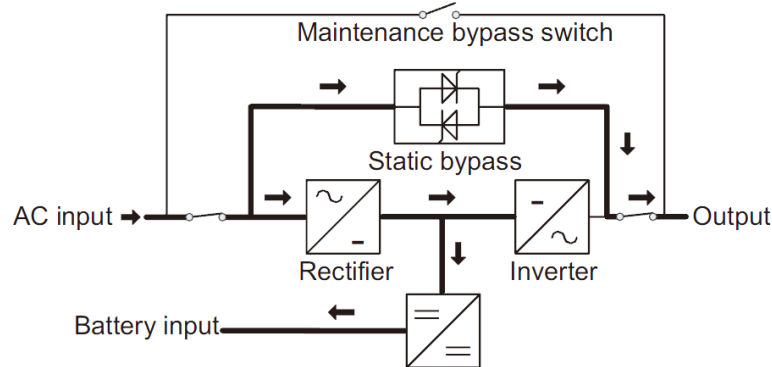 Maintenance bypass switch
Static bypass
AC input
Output
Rectifier
Inverter
Battery input